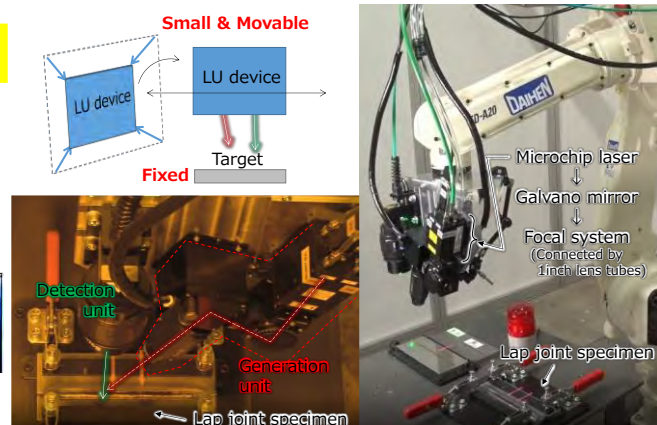 Small & Movable
LU device
LU device
Target
Fixed
DAIHEN
-A20
Microchip laser
↓
Galvano mirror
↓
Focal system
(Connected by
1inch lens tubes)
Lap joint specimen
Detection
unit
Generation
unit
Lap joint specimen